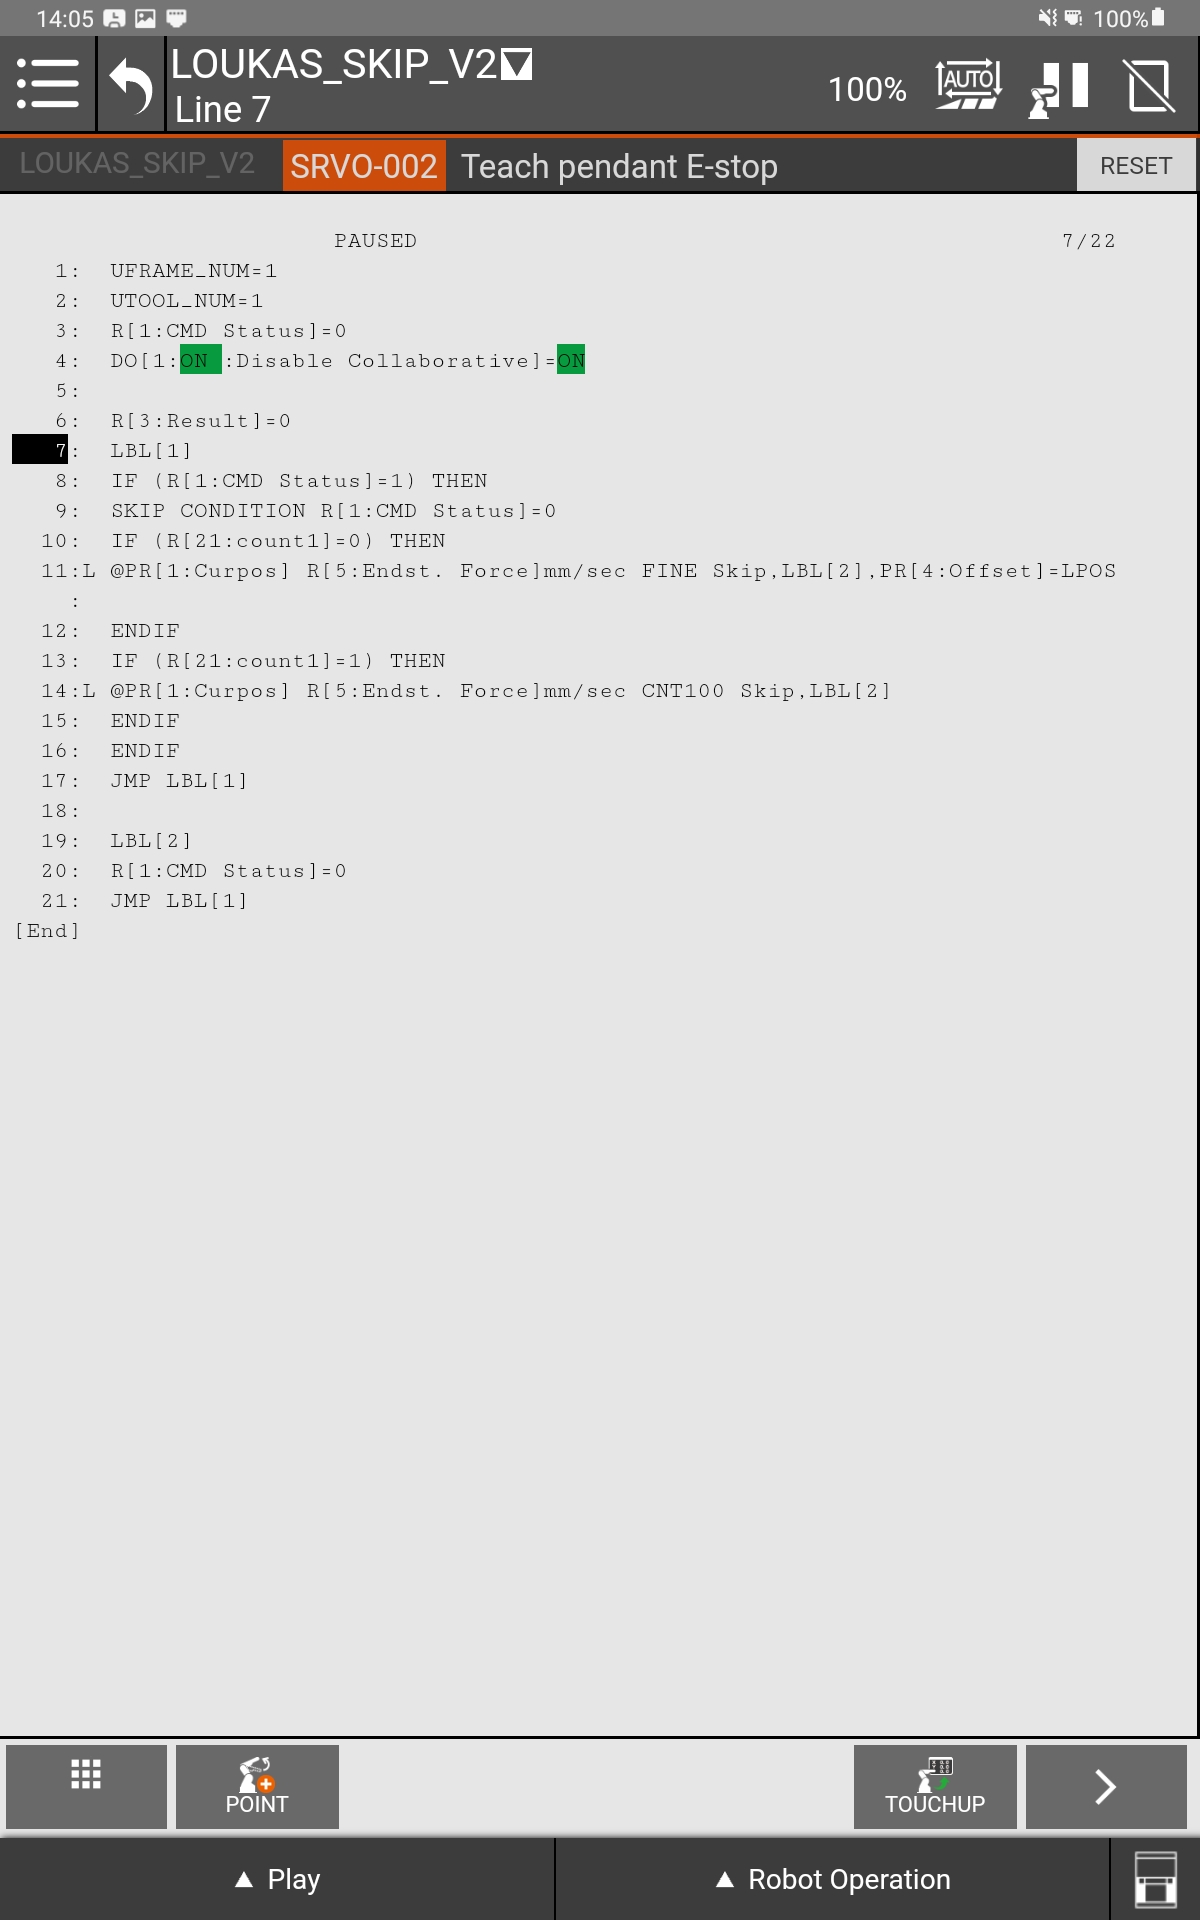 14:05 100%
LOUKAS_SKIP_V2
Line 7
100% AUTO
LOUKAS_SKIP_V2 SRVO-002 Teach pendant E-stop RESET
PAUSED 7/22
1: UFRAME_NUM=1
2: UTOOL_NUM=1
3: R[1:CMD Status]=0
4: DO[1:ON :Disable Collaborative]=ON
5:
6: R[3:Result]=0
7: LBL[1]
8: IF (R[1:CMD Status]=1) THEN
9: SKIP CONDITION R[1:CMD Status]=0
10: IF (R[21:count1]=0) THEN
11:L @PR[1:Curpos] R[5:Endst. Force]mm/sec FINE Skip,LBL[2],PR[4:Offset]=LPOS
:
12: ENDIF
13: IF (R[21:count1]=1) THEN
14:L @PR[1:Curpos] R[5:Endst. Force]mm/sec CNT100 Skip,LBL[2]
15: ENDIF
16: ENDIF
17: JMP LBL[1]
18:
19: LBL[2]
20: R[1:CMD Status]=0
21: JMP LBL[1]
[End]
POINT TOUCHUP
Play Robot Operation